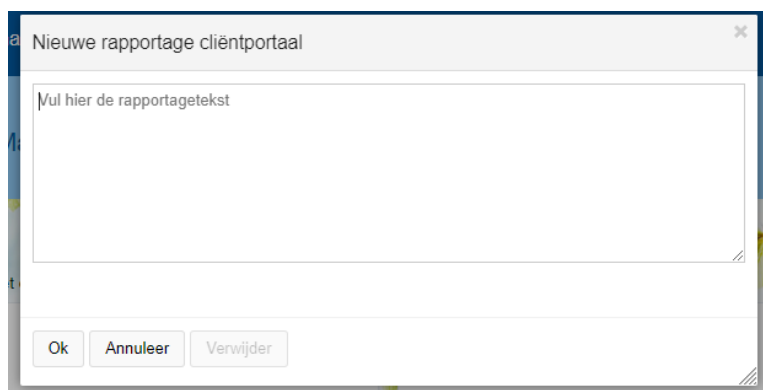 Nieuwe rapportage cliëntportaal
Vul hier de rapportagetekst
Ok Annuleer Verwijder